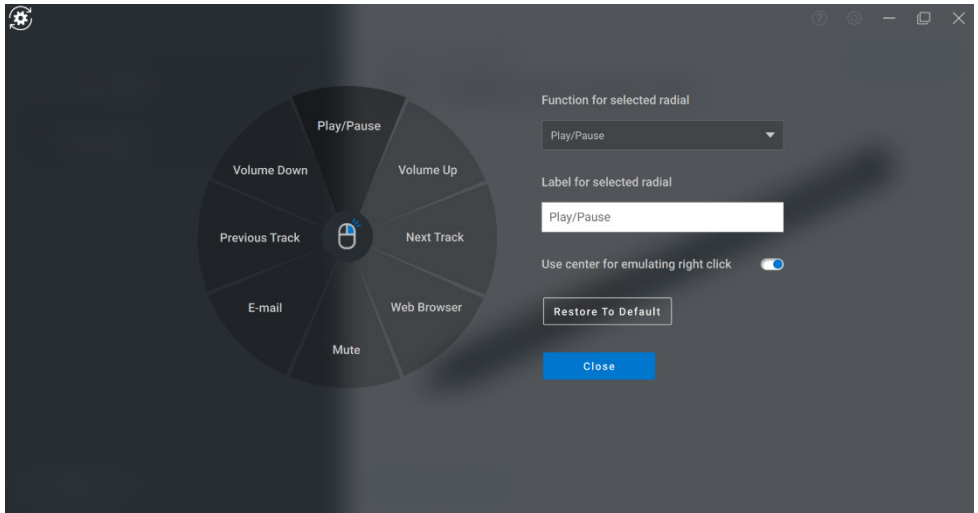 Play/Pause
Volume Down
Volume Up
Previous Track
Next Track
E-mail
Web Browser
Mute
Function for selected radial
Play/Pause
Label for selected radial
Play/Pause
Use center for emulating right click
Restore To Default
Close